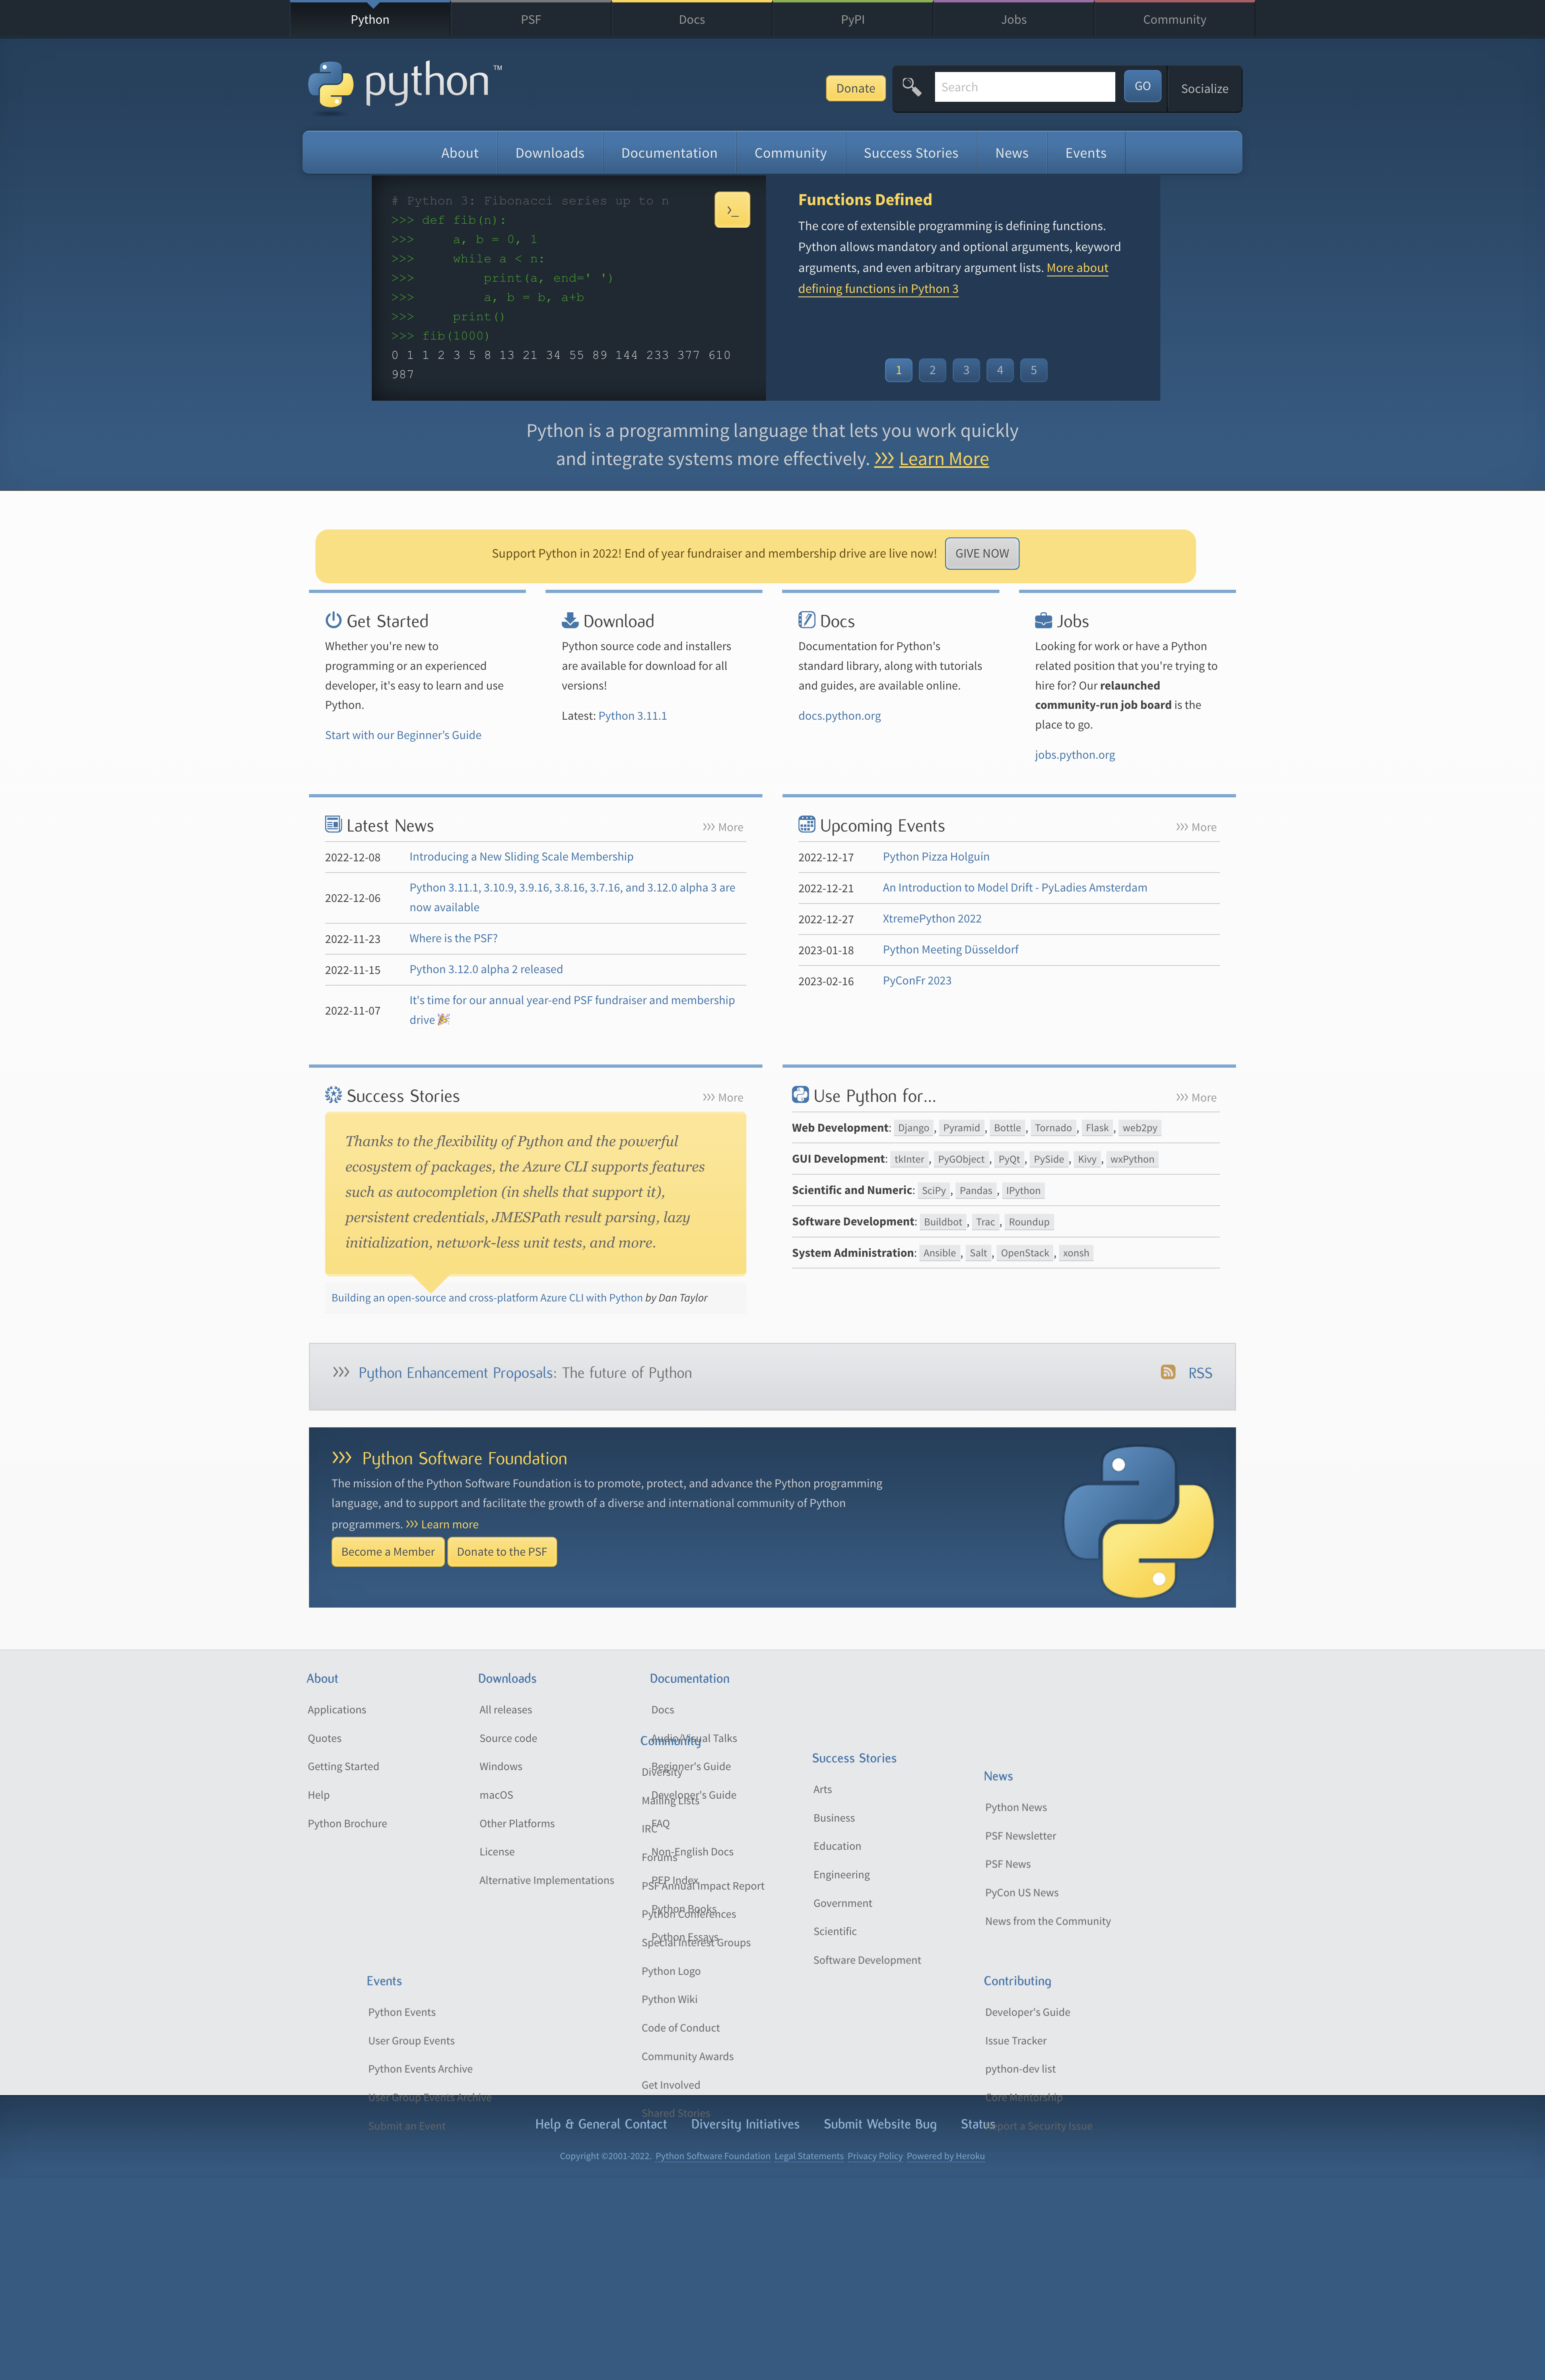 Python
PSF
Docs
PyPI
Jobs
Community
python™
Donate
Search
GO
Socialize
About
Downloads
Documentation
Community
Success Stories
News
Events
# Python 3: Fibonacci series up to n
>>> def fib(n):
>>>     a, b = 0, 1
>>>     while a < n:
>>>         print(a, end=' ')
>>>         a, b = b, a+b
>>>     print()
>>> fib(1000)
0 1 1 2 3 5 8 13 21 34 55 89 144 233 377 610
987
>_
Functions Defined
The core of extensible programming is defining functions.
Python allows mandatory and optional arguments, keyword
arguments, and even arbitrary argument lists. More about
defining functions in Python 3
1
2
3
4
5
Python is a programming language that lets you work quickly
and integrate systems more effectively. >>> Learn More
Support Python in 2022! End of year fundraiser and membership drive are live now! GIVE NOW
Get Started
Whether you're new to
programming or an experienced
developer, it's easy to learn and use
Python.
Start with our Beginner's Guide
Download
Python source code and installers
are available for download for all
versions!
Latest: Python 3.11.1
Docs
Documentation for Python's
standard library, along with tutorials
and guides, are available online.
docs.python.org
Jobs
Looking for work or have a Python
related position that you're trying to
hire for? Our relaunched
community-run job board is the
place to go.
jobs.python.org
Latest News
>>> More
2022-12-08 Introducing a New Sliding Scale Membership
2022-12-06 Python 3.11.1, 3.10.9, 3.9.16, 3.8.16, 3.7.16, and 3.12.0 alpha 3 are
now available
2022-11-23 Where is the PSF?
2022-11-15 Python 3.12.0 alpha 2 released
2022-11-07 It's time for our annual year-end PSF fundraiser and membership
drive 🎉
Upcoming Events
>>> More
2022-12-17 Python Pizza Holguín
2022-12-21 An Introduction to Model Drift - PyLadies Amsterdam
2022-12-27 XtremePython 2022
2023-01-18 Python Meeting Düsseldorf
2023-02-16 PyConFr 2023
Success Stories
>>> More
Thanks to the flexibility of Python and the powerful
ecosystem of packages, the Azure CLI supports features
such as autocompletion (in shells that support it),
persistent credentials, JMESPath result parsing, lazy
initialization, network-less unit tests, and more.
Building an open-source and cross-platform Azure CLI with Python by Dan Taylor
Use Python for…
>>> More
Web Development: Django, Pyramid, Bottle, Tornado, Flask, web2py
GUI Development: tkInter, PyGObject, PyQt, PySide, Kivy, wxPython
Scientific and Numeric: SciPy, Pandas, IPython
Software Development: Buildbot, Trac, Roundup
System Administration: Ansible, Salt, OpenStack, xonsh
>>> Python Enhancement Proposals: The future of Python
RSS
>>> Python Software Foundation
The mission of the Python Software Foundation is to promote, protect, and advance the Python programming
language, and to support and facilitate the growth of a diverse and international community of Python
programmers. >>> Learn more
Become a Member
Donate to the PSF
About
Applications
Quotes
Getting Started
Help
Python Brochure
Downloads
All releases
Source code
Windows
macOS
Other Platforms
License
Alternative Implementations
Documentation
Docs
Audio/Visual Talks
Beginner's Guide
Developer's Guide
FAQ
Non-English Docs
PEP Index
Python Books
Python Essays
Community
Diversity
Mailing Lists
IRC
Forums
PSF Annual Impact Report
Python Conferences
Special Interest Groups
Python Logo
Python Wiki
Code of Conduct
Community Awards
Get Involved
Shared Stories
Success Stories
Arts
Business
Education
Engineering
Government
Scientific
Software Development
News
Python News
PSF Newsletter
PSF News
PyCon US News
News from the Community
Events
Python Events
User Group Events
Python Events Archive
User Group Events Archive
Submit an Event
Contributing
Developer's Guide
Issue Tracker
python-dev list
Core Mentorship
Report a Security Issue
Help & General Contact
Diversity Initiatives
Submit Website Bug
Status
Copyright ©2001-2022. Python Software Foundation Legal Statements Privacy Policy Powered by Heroku